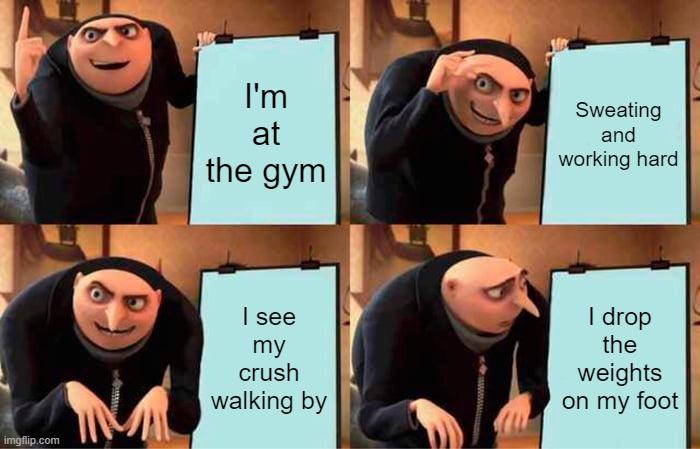 I'm
at
the gym
Sweating
and
working hard
I see
my
crush
walking by
I drop
the
weights
on my foot
imgflip.com